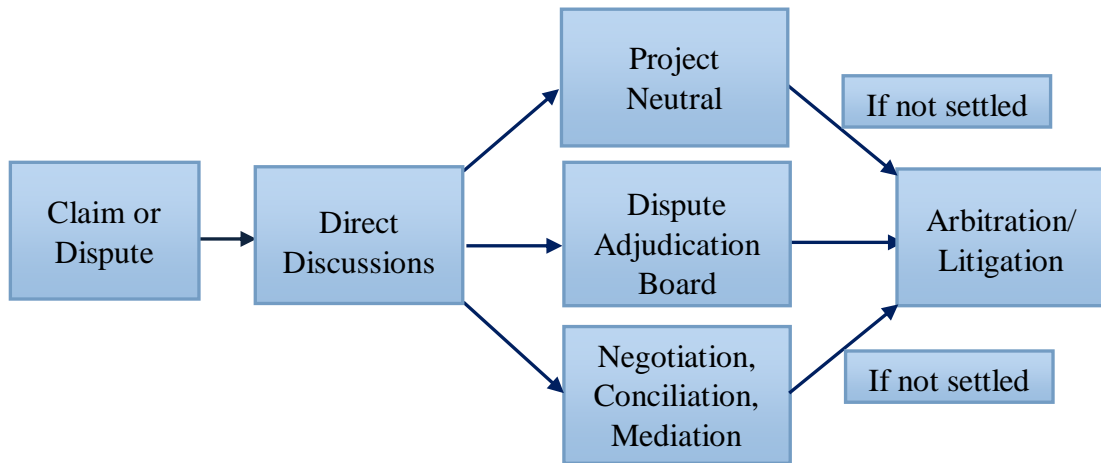 Claim or
Dispute
Direct
Discussions
Project
Neutral
Dispute
Adjudication
Board
Negotiation,
Conciliation,
Mediation
If not settled
If not settled
Arbitration/
Litigation